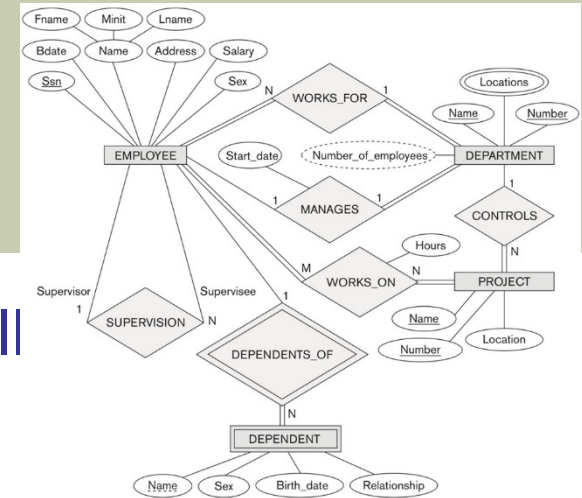 Fname Minit Lname
Bdate Name Address Salary
Ssn Sex
N WORKS_FOR 1
Locations
Name Number
EMPLOYEE Start_date Number_of_employees DEPARTMENT
1 MANAGES 1
1
CONTROLS
N
Hours
M WORKS_ON N PROJECT
Supervisor Supervisee
1 SUPERVISION N
1
Name
Number Location
DEPENDENTS_OF
N
DEPENDENT
Name Sex Birth_date Relationship